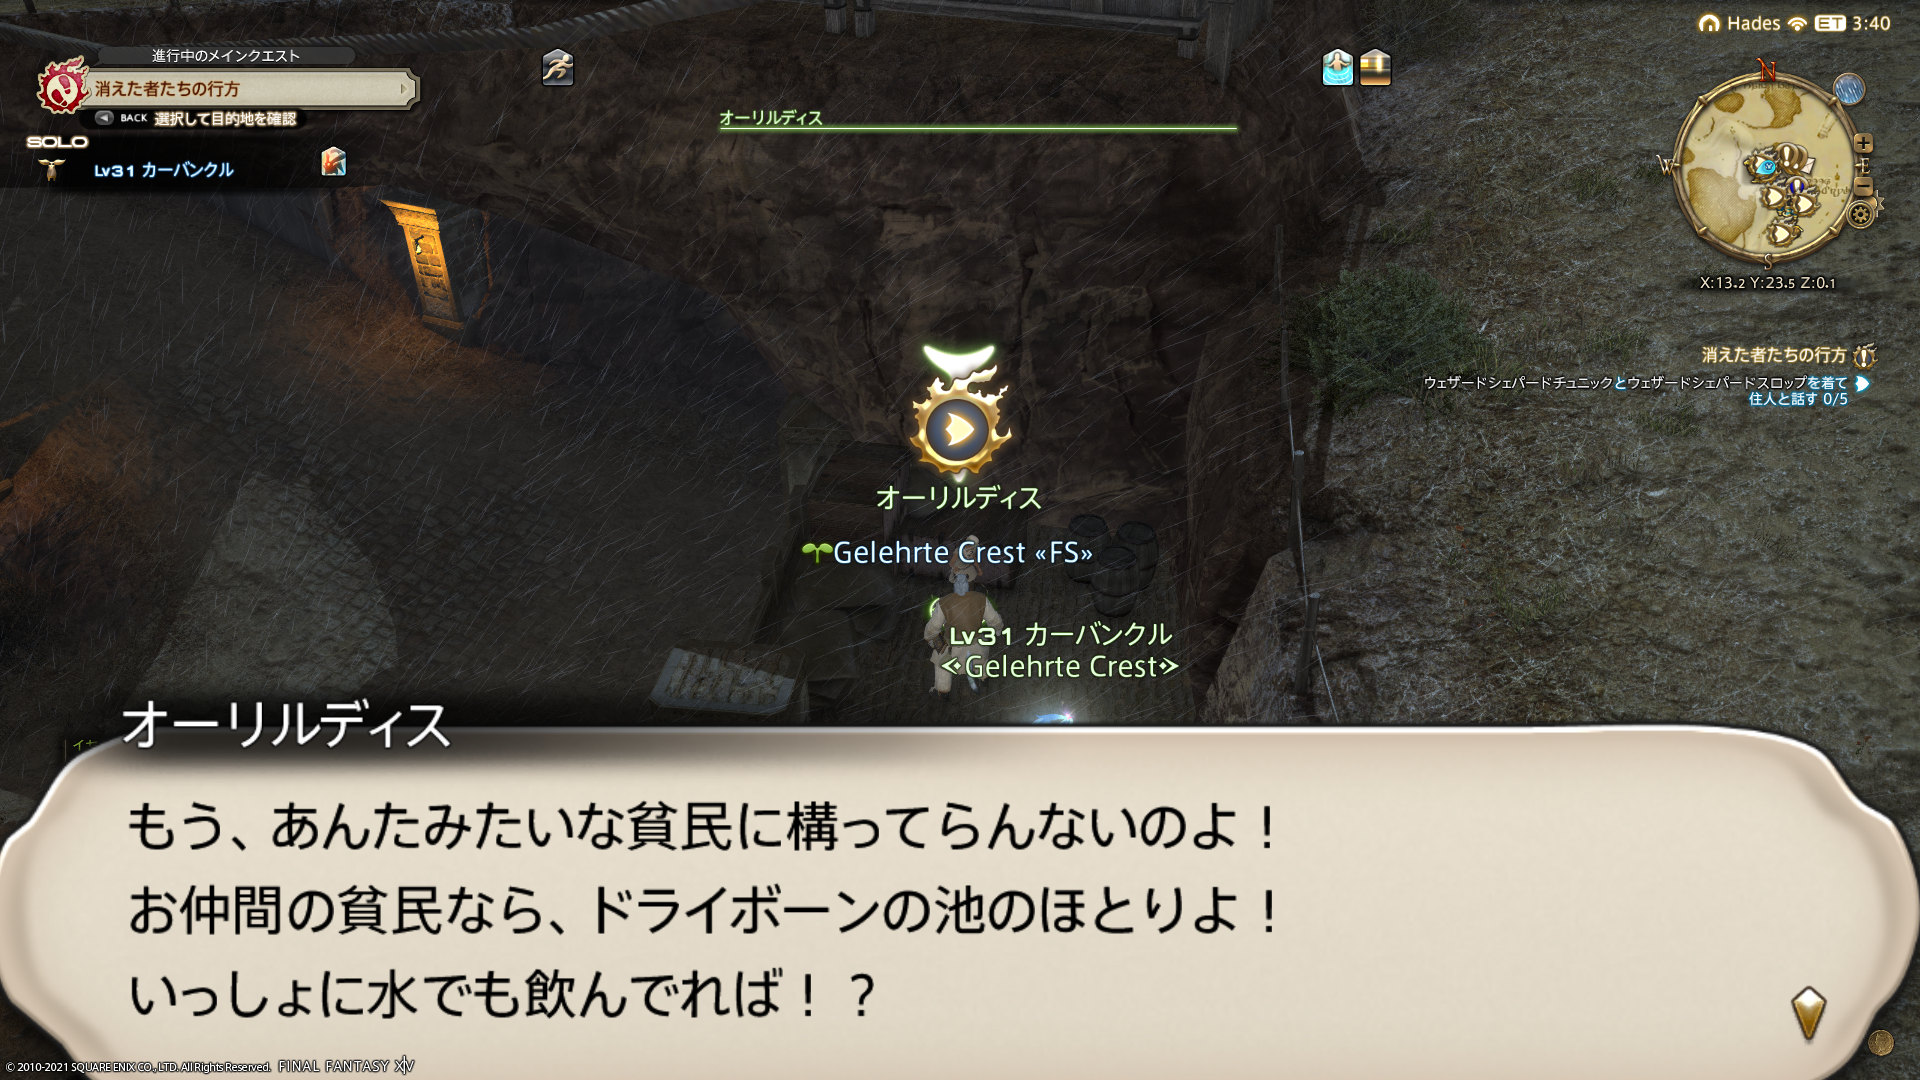 進行中のメインクエスト
消えた者たちの行方
BACK 選択して目的地を確認
SOLO
Lv31 カーバンクル
オーリルディス
Hades ET 3:40
N
W
E
S
X:13.2 Y:23.5 Z:0.1
消えた者たちの行方
ウェザードシェパードチュニックとウェザードシェパードスロップを着て
住人と話す 0/5
オーリルディス
Gelehrte Crest «FS»
Lv31 カーバンクル
Gelehrte Crest
オーリルディス
もう、あんたみたいな貧民に構ってらんないのよ！
お仲間の貧民なら、ドライボーンの池のほとりよ！
いっしょに水でも飲んでれば！？
© 2010-2021 SQUARE ENIX CO., LTD. All Rights Reserved. FINAL FANTASY XIV